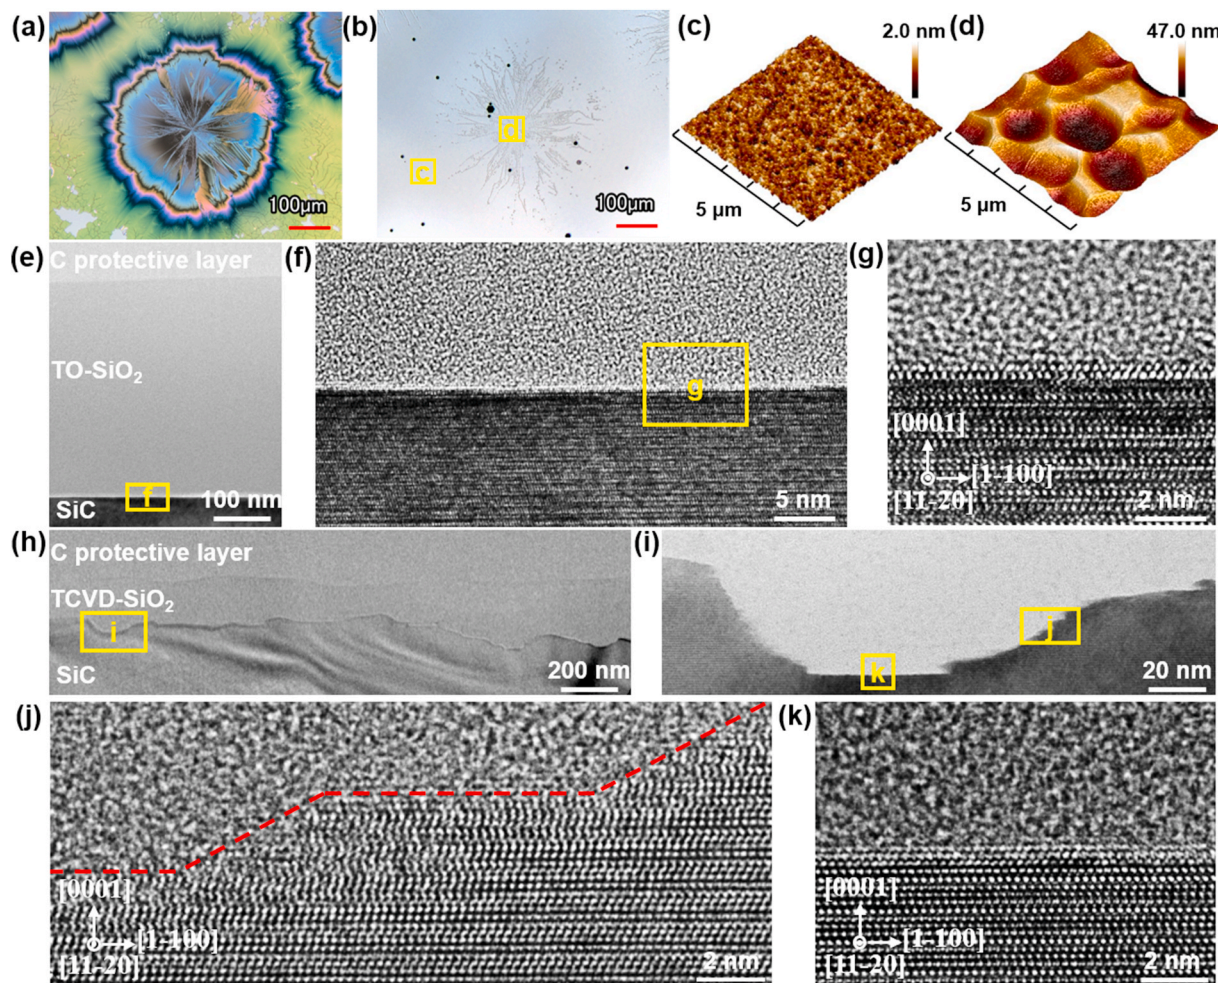 (a)
100μm
(b)
d
c
100μm
(c)
2.0 nm
5 μm
(d)
47.0 nm
5 μm
(e)
C protective layer
TO-SiO₂
f
SiC
100 nm
(f)
g
5 nm
(g)
[0001]
[1-100]
[11-20]
2 nm
(h)
C protective layer
TCVD-SiO₂
i
SiC
200 nm
(i)
j
k
20 nm
(j)
[0001]
[1-100]
[11-20]
2 nm
(k)
[0001]
[1-100]
[11-20]
2 nm